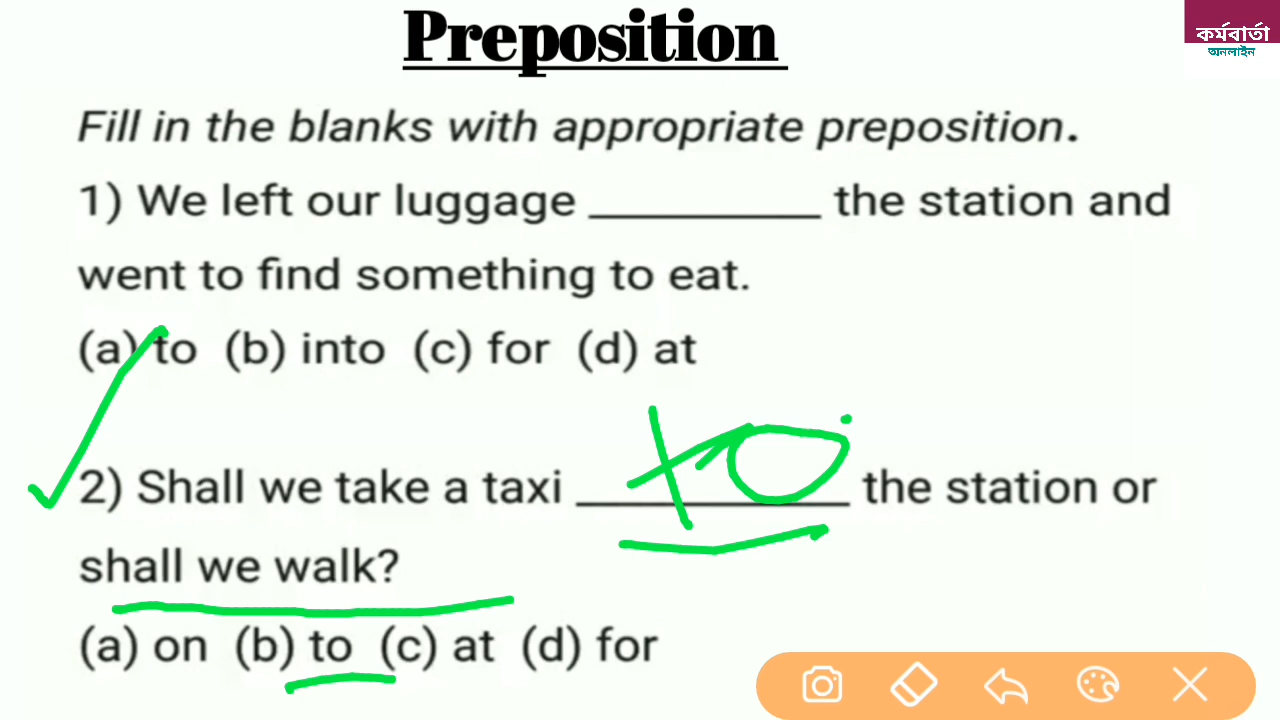 Preposition
কর্মবার্তা
অনলাইন
Fill in the blanks with appropriate preposition.
1) We left our luggage __________ the station and
went to find something to eat.
(a) to (b) into (c) for (d) at
2) Shall we take a taxi to the station or
shall we walk?
(a) on (b) to (c) at (d) for